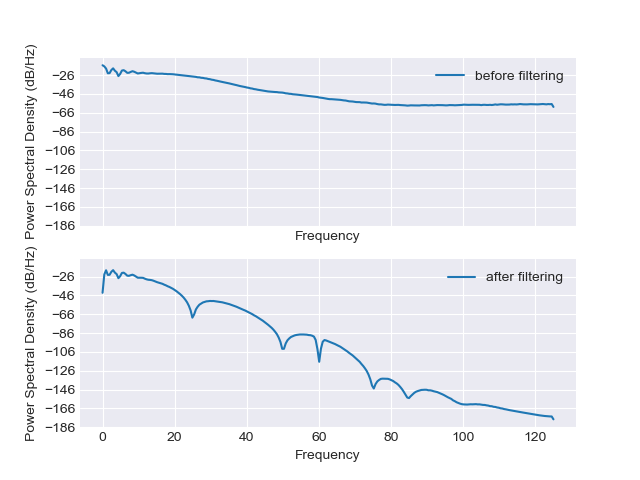 before filtering
Power Spectral Density (dB/Hz)
−26
−46
−66
−86
−106
−126
−146
−166
−186
Frequency
after filtering
Power Spectral Density (dB/Hz)
−26
−46
−66
−86
−106
−126
−146
−166
−186
0 20 40 60 80 100 120
Frequency